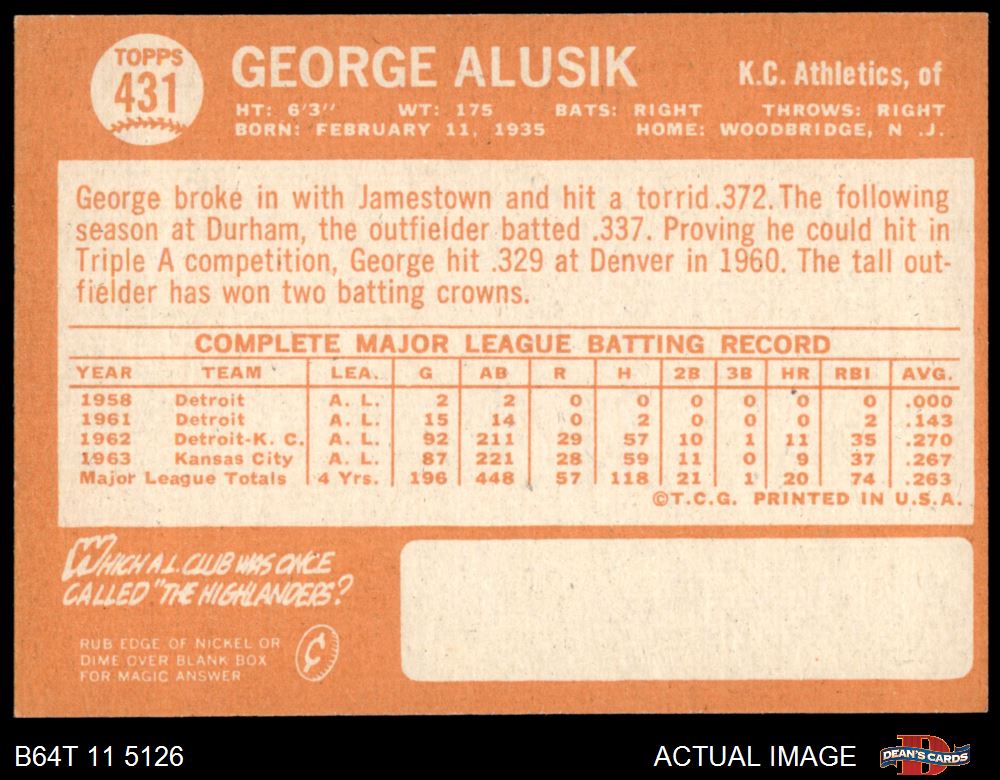 TOPPS
431
GEORGE ALUSIK
K.C. Athletics, of
HT: 6'3" WT: 175 BATS: RIGHT THROWS: RIGHT
BORN: FEBRUARY 11, 1935 HOME: WOODBRIDGE, N .J.
George broke in with Jamestown and hit a torrid .372. The following
season at Durham, the outfielder batted .337. Proving he could hit in
Triple A competition, George hit .329 at Denver in 1960. The tall out-
fielder has won two batting crowns.
COMPLETE MAJOR LEAGUE BATTING RECORD
YEAR TEAM LEA. G AB R H 2B 3B HR RBI AVG.
1958 Detroit A. L. 2 2 0 0 0 0 0 0 .000
1961 Detroit A. L. 15 14 0 2 0 0 0 2 .143
1962 Detroit-K. C. A. L. 92 211 29 57 10 1 11 35 .270
1963 Kansas City A. L. 87 221 28 59 11 0 9 37 .267
Major League Totals 4 Yrs. 196 448 57 118 21 1 20 74 .263
©T.C.G. PRINTED IN U.S.A.
WHICH A.L. CLUB WAS ONCE
CALLED "THE HIGHLANDERS?
RUB EDGE OF NICKEL OR
DIME OVER BLANK BOX
FOR MAGIC ANSWER
¢
B64T 11 5126
ACTUAL IMAGE
D
DEAN'S CARDS